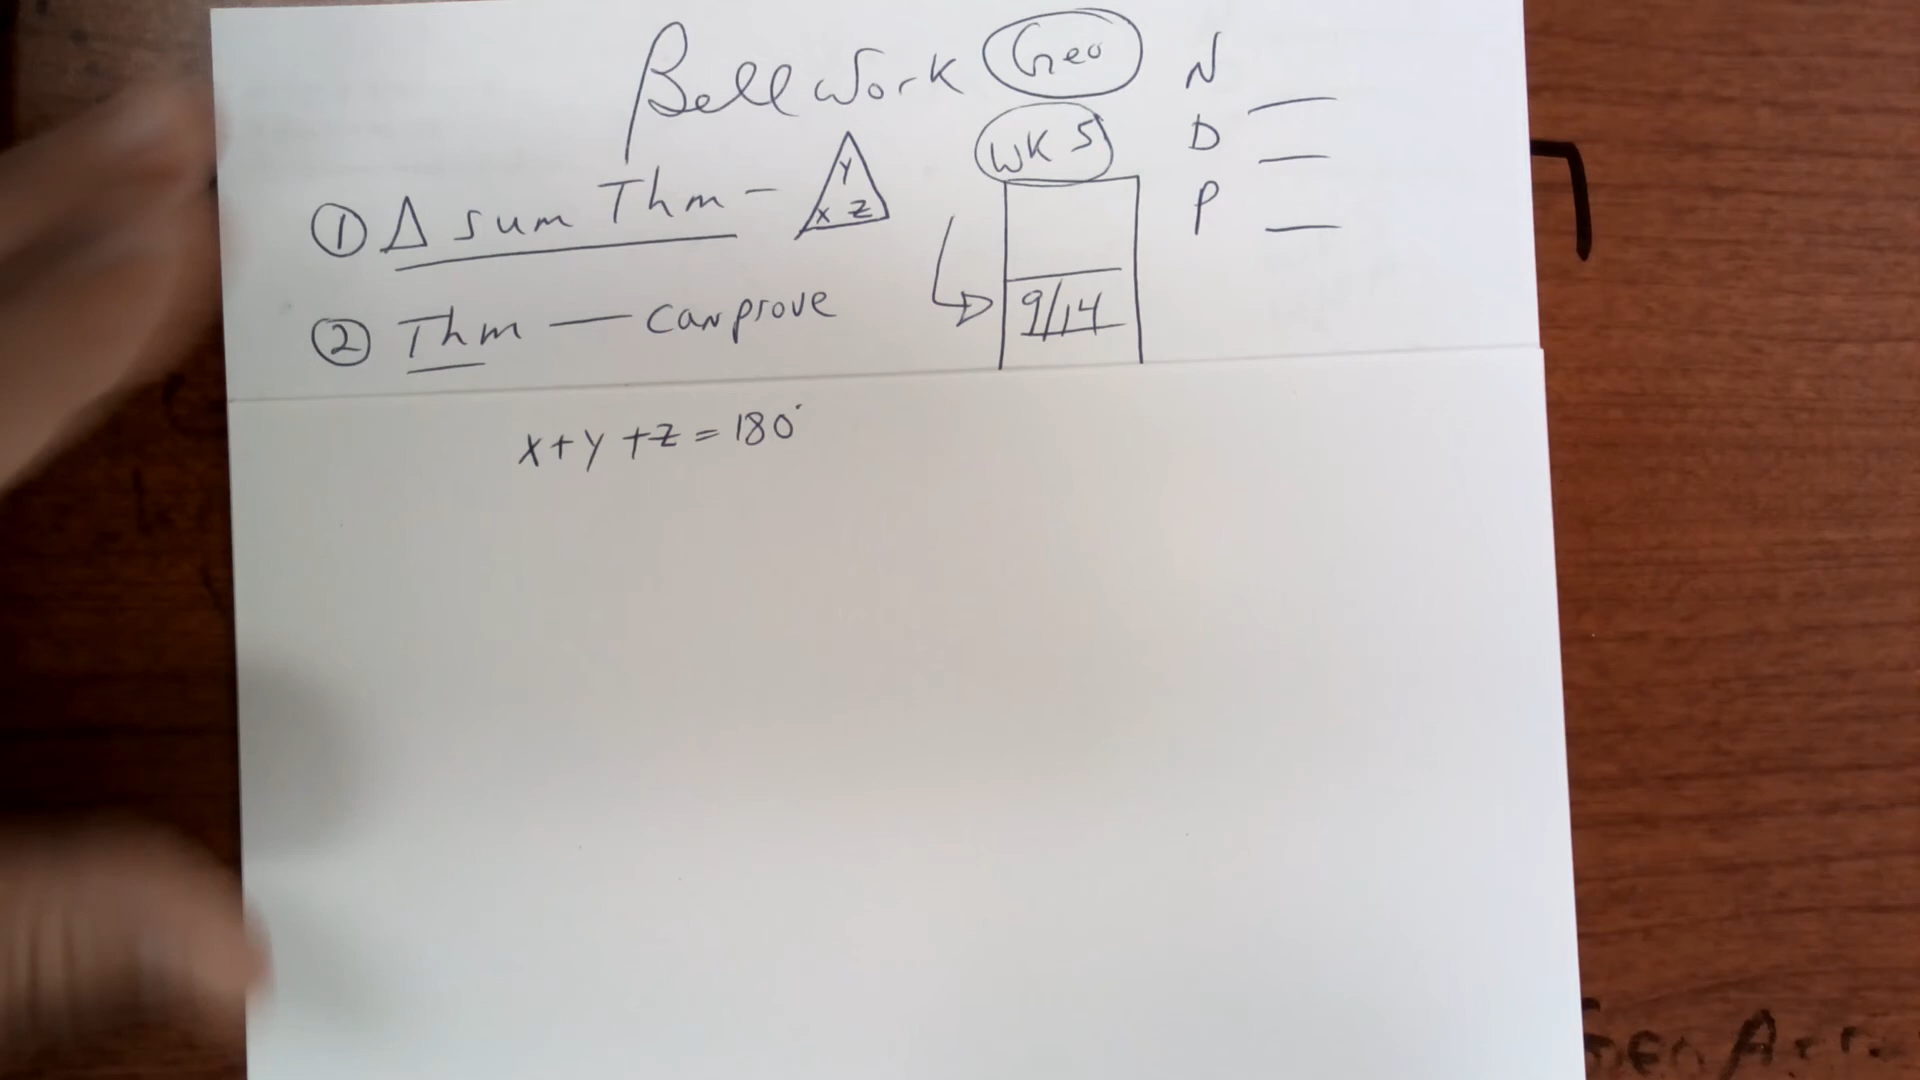 Bell Work Geo
N
WK 5
D
P
① Δ sum Thm - Y X Z
② Thm — can prove
9/14
x + y + z = 180°